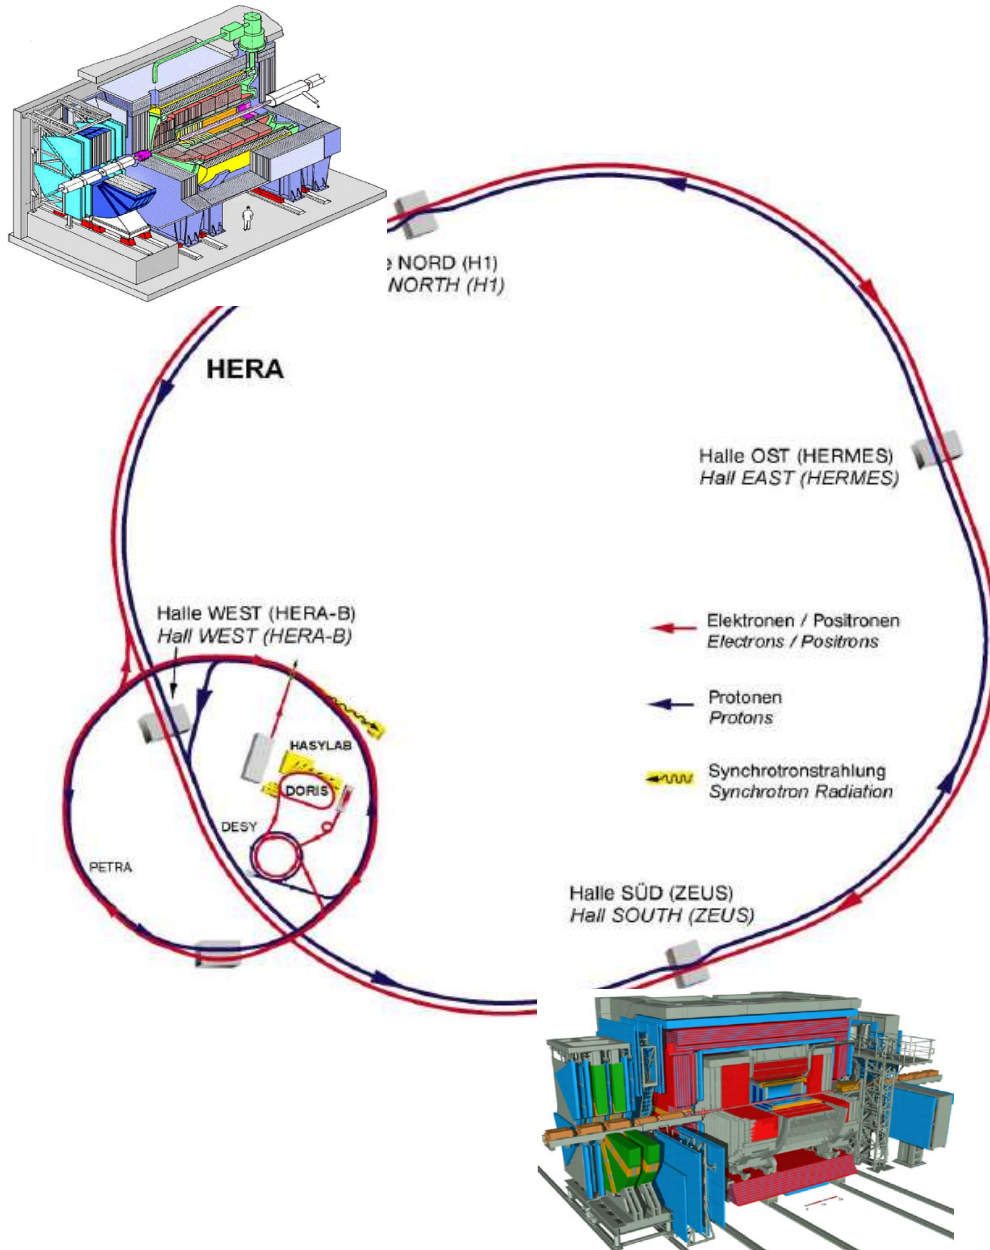 e NORD (H1)
NORTH (H1)
HERA
Halle OST (HERMES)
Hall EAST (HERMES)
Halle WEST (HERA-B)
Hall WEST (HERA-B)
Elektronen / Positronen
Electrons / Positrons
Protonen
Protons
HASYLAB
Synchrotronstrahlung
Synchrotron Radiation
DORIS
DESY
PETRA
Halle SÜD (ZEUS)
Hall SOUTH (ZEUS)